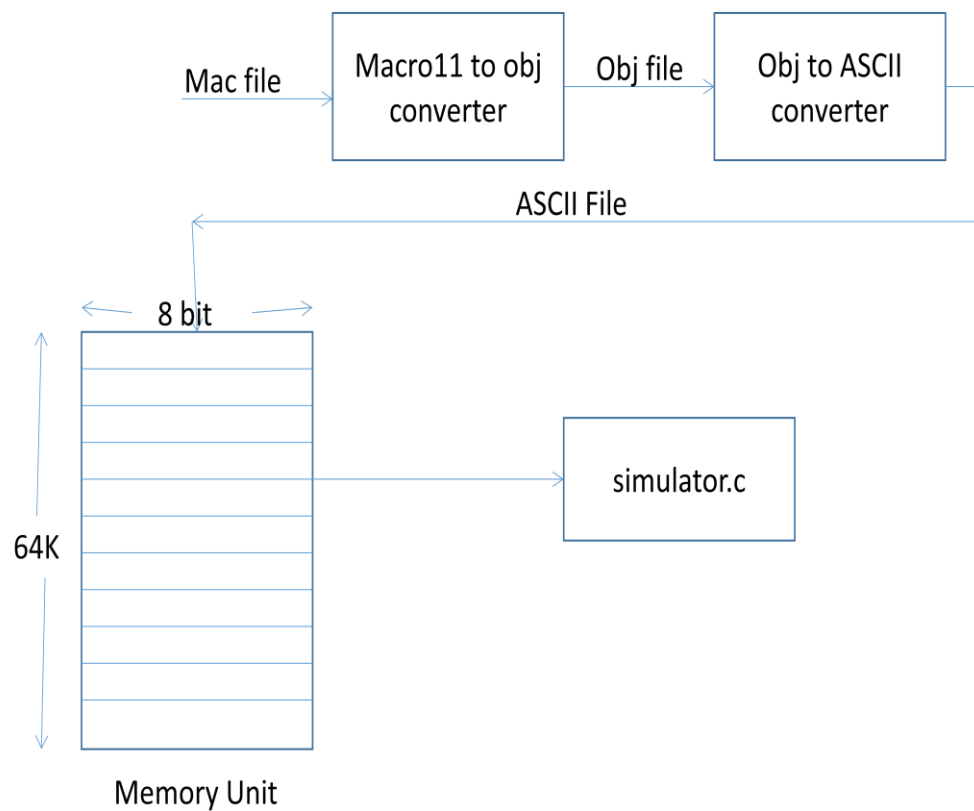 Mac file
Macro11 to obj
converter
Obj file
Obj to ASCII
converter
ASCII File
8 bit
64K
simulator.c
Memory Unit